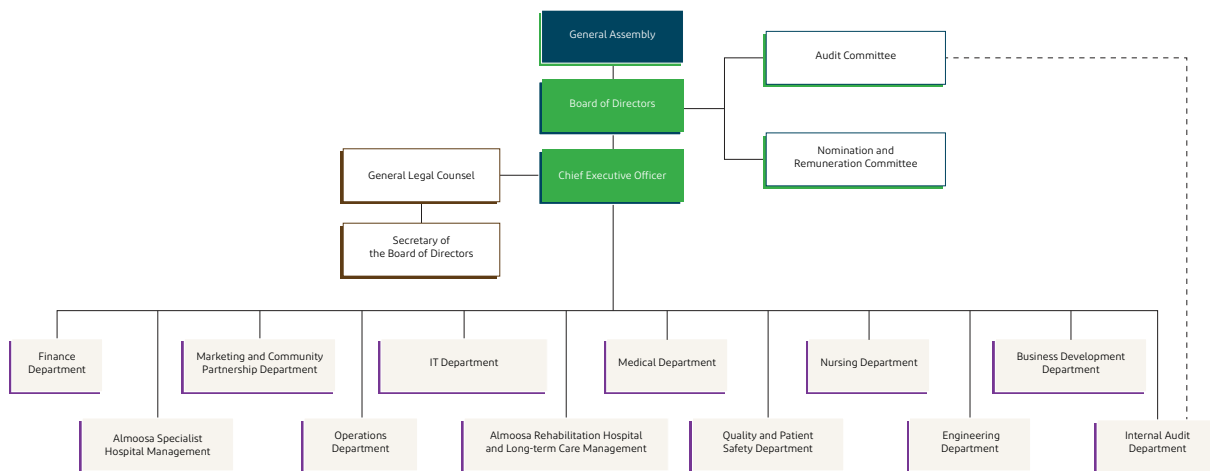 General Assembly
Audit Committee
Board of Directors
Nomination and
Remuneration Committee
General Legal Counsel
Chief Executive Officer
Secretary of
the Board of Directors
Finance
Department
Marketing and Community
Partnership Department
IT Department
Medical Department
Nursing Department
Business Development
Department
Almoosa Specialist
Hospital Management
Operations
Department
Almoosa Rehabilitation Hospital
and Long-term Care Management
Quality and Patient
Safety Department
Engineering
Department
Internal Audit
Department